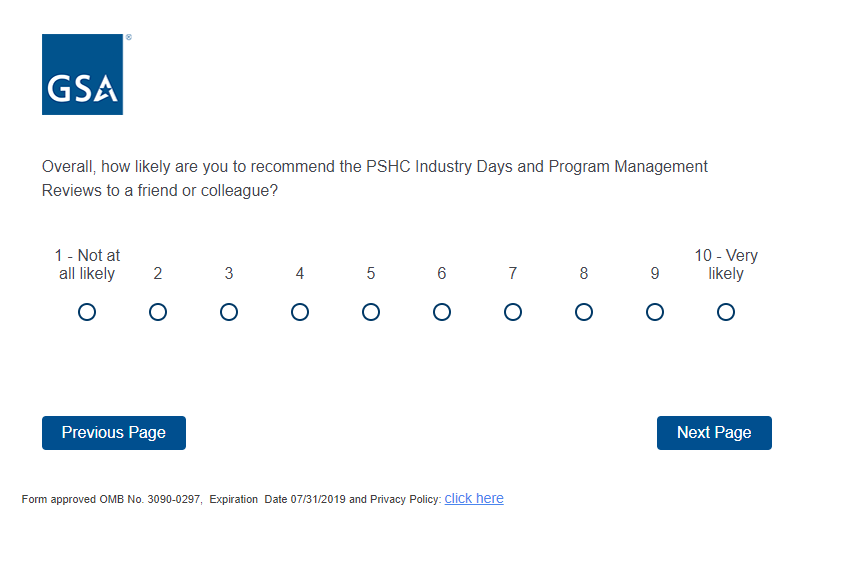 GSA
®
Overall, how likely are you to recommend the PSHC Industry Days and Program Management
Reviews to a friend or colleague?
1 - Not at
all likely
2
3
4
5
6
7
8
9
10 - Very
likely
Previous Page
Next Page
Form approved OMB No. 3090-0297, Expiration Date 07/31/2019 and Privacy Policy: click here